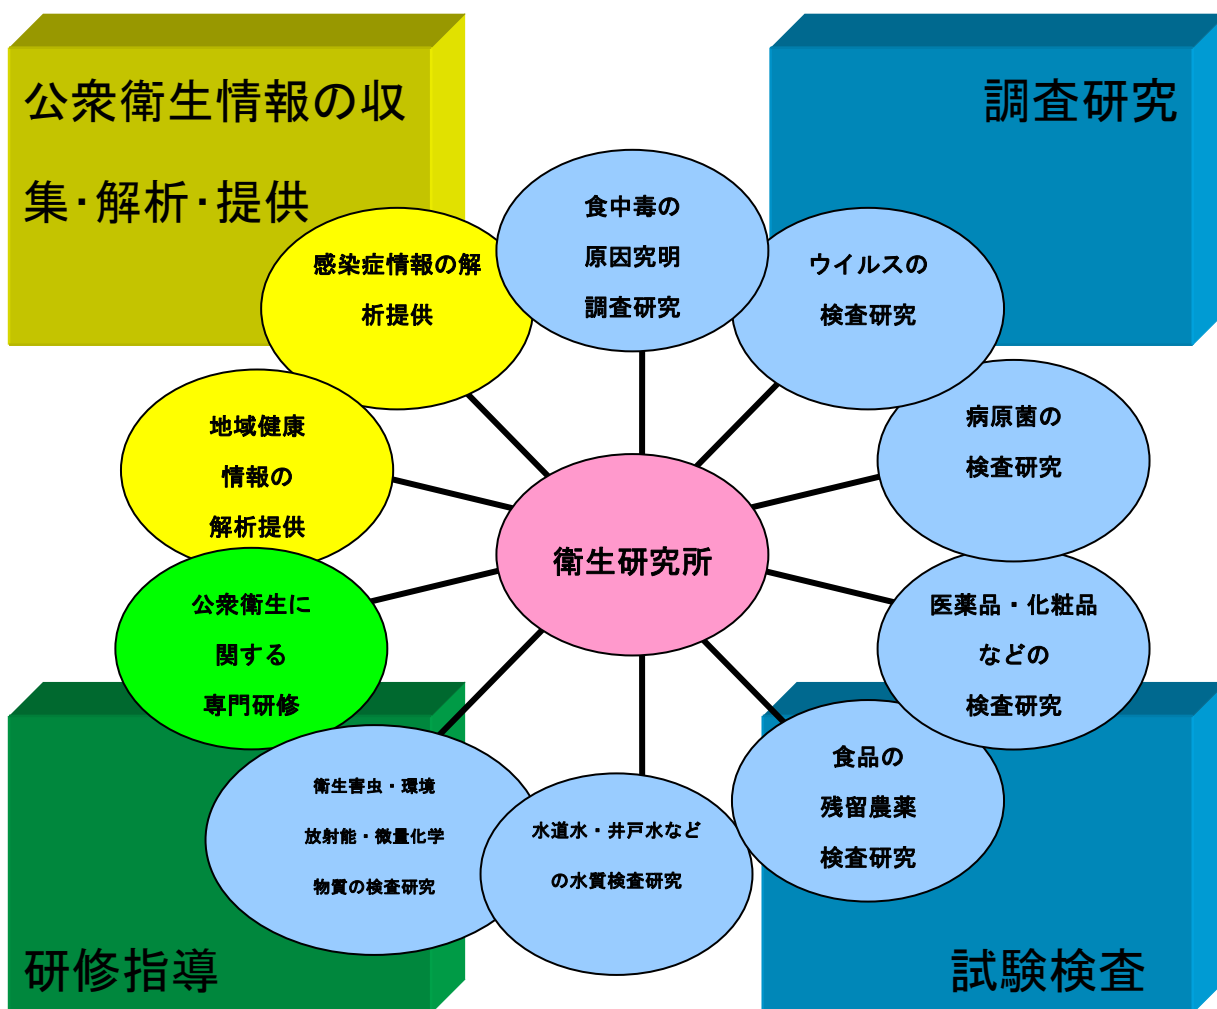 公衆衛生情報の収
集･解析･提供
調査研究
食中毒の
原因究明
調査研究
感染症情報の解
析提供
ウイルスの
検査研究
地域健康
情報の
解析提供
病原菌の
検査研究
衛生研究所
公衆衛生に
関する
専門研修
医薬品・化粧品
などの
検査研究
衛生害虫・環境
放射能・微量化学
物質の検査研究
水道水・井戸水など
の水質検査研究
食品の
残留農薬
検査研究
研修指導
試験検査